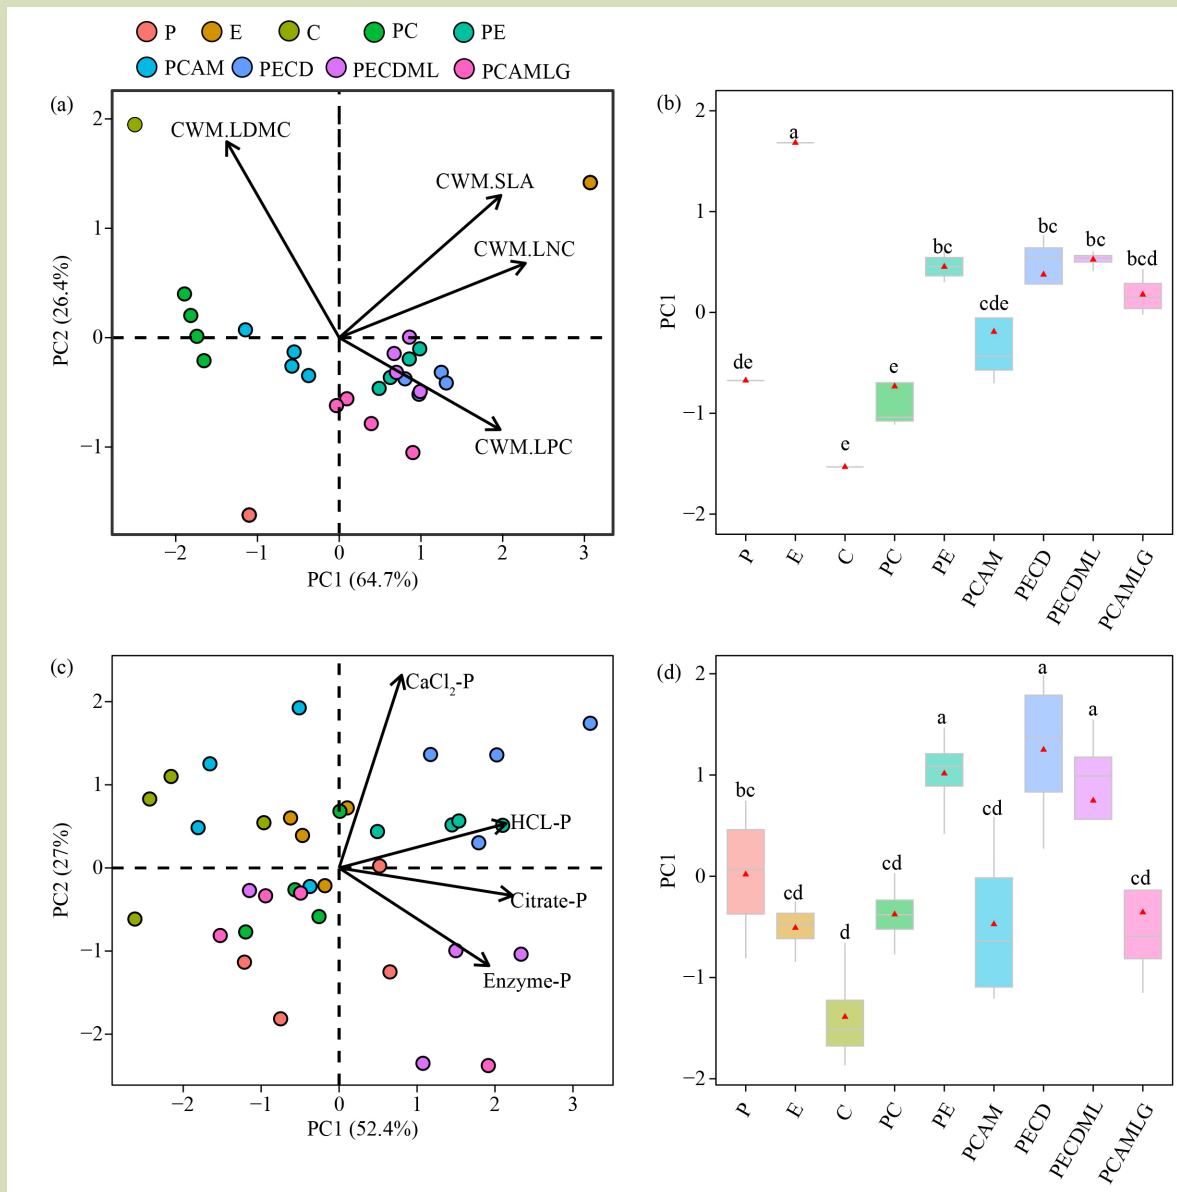 P E C PC PE
PCAM PECD PECDML PCAMLG
(a)
CWM.LDMC
CWM.SLA
CWM.LNC
CWM.LPC
2
1
0
−1
PC2 (26.4%)
−2 −1 0 1 2 3
PC1 (64.7%)
(b)
2
1
0
−1
−2
PC1
de
a
e
e
bc
cde
bc
bc
bcd
P
E
C
PC
PE
PCAM
PECD
PECDML
PCAMLG
(c)
CaCl2-P
HCL-P
Citrate-P
Enzyme-P
2
1
0
−1
−2
PC2 (27%)
−2 −1 0 1 2 3
PC1 (52.4%)
(d)
2
1
0
−1
−2
PC1
bc
cd
d
cd
a
cd
a
a
cd
P
E
C
PC
PE
PCAM
PECD
PECDML
PCAMLG